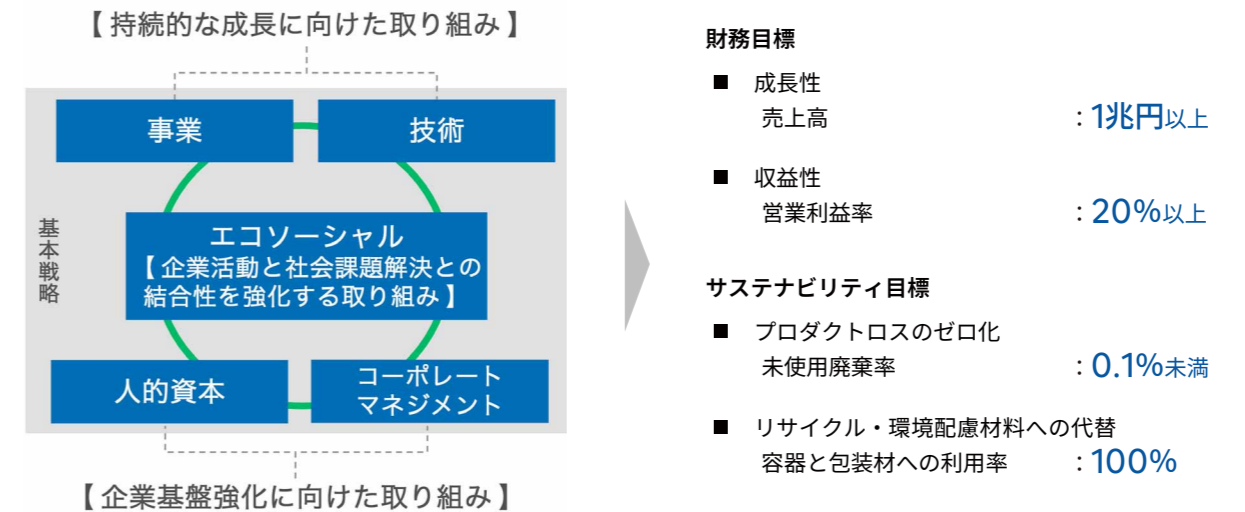 【 持続的な成長に向けた取り組み 】
事業
技術
基本戦略
エコソーシャル
【 企業活動と社会課題解決との
結合性を強化する取り組み 】
人的資本
コーポレート
マネジメント
【 企業基盤強化に向けた取り組み 】
財務目標
■ 成長性
売上高 : 1兆円以上
■ 収益性
営業利益率 : 20%以上
サステナビリティ目標
■ プロダクトロスのゼロ化
未使用廃棄率 : 0.1%未満
■ リサイクル・環境配慮材料への代替
容器と包装材への利用率 : 100%